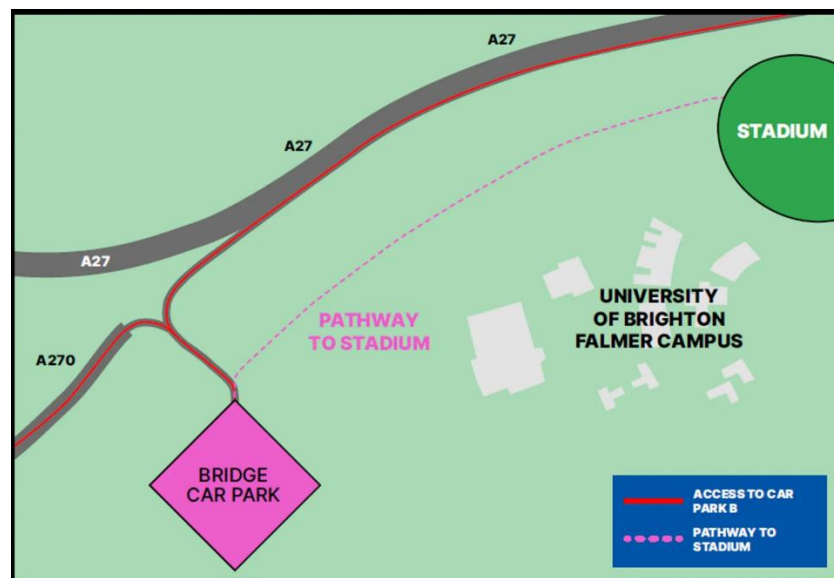 A27
A27
A27
STADIUM
UNIVERSITY
OF BRIGHTON
FALMER CAMPUS
PATHWAY
TO STADIUM
A270
BRIDGE
CAR PARK
ACCESS TO CAR
PARK B
PATHWAY TO
STADIUM